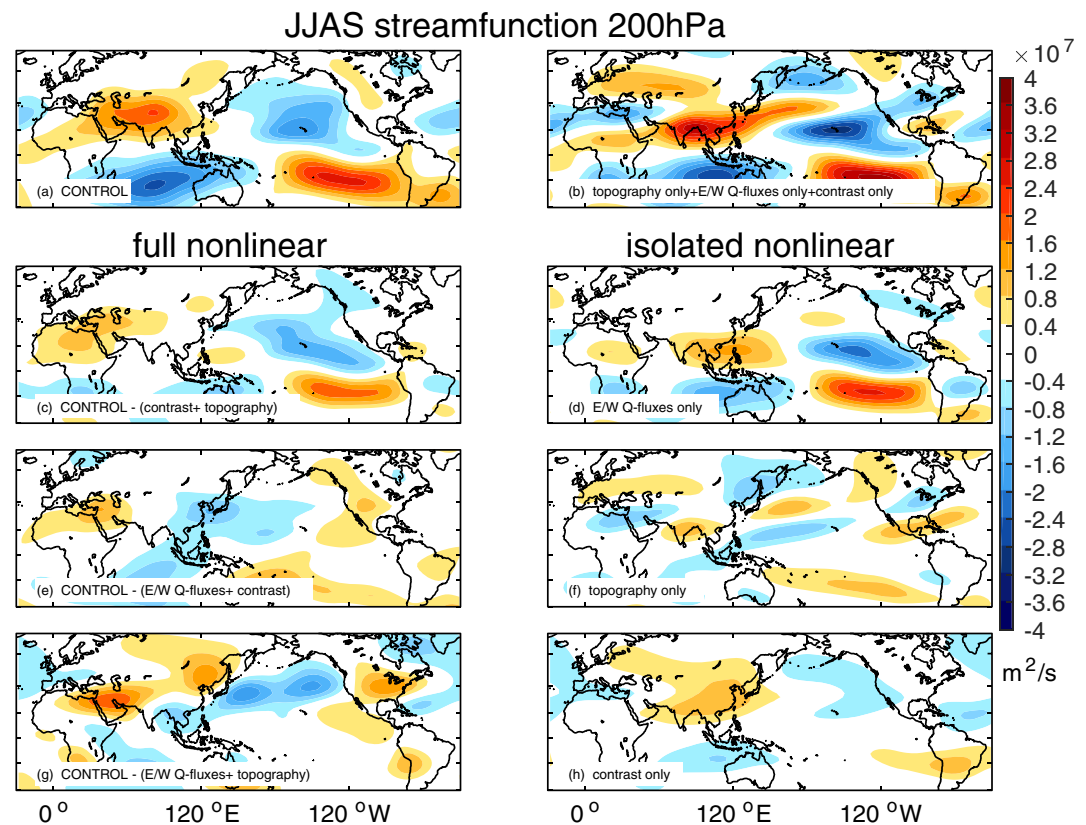 JJAS streamfunction 200hPa
× 10⁷
(a) CONTROL
(b) topography only+E/W Q-fluxes only+contrast only
full nonlinear
isolated nonlinear
(c) CONTROL - (contrast+ topography)
(d) E/W Q-fluxes only
(e) CONTROL - (E/W Q-fluxes+ contrast)
(f) topography only
(g) CONTROL - (E/W Q-fluxes+ topography)
(h) contrast only
4
3.6
3.2
2.8
2.4
2
1.6
1.2
0.8
0.4
0
-0.4
-0.8
-1.2
-1.6
-2
-2.4
-2.8
-3.2
-3.6
-4
m²/s
0° 120°E 120°W
0° 120°E 120°W